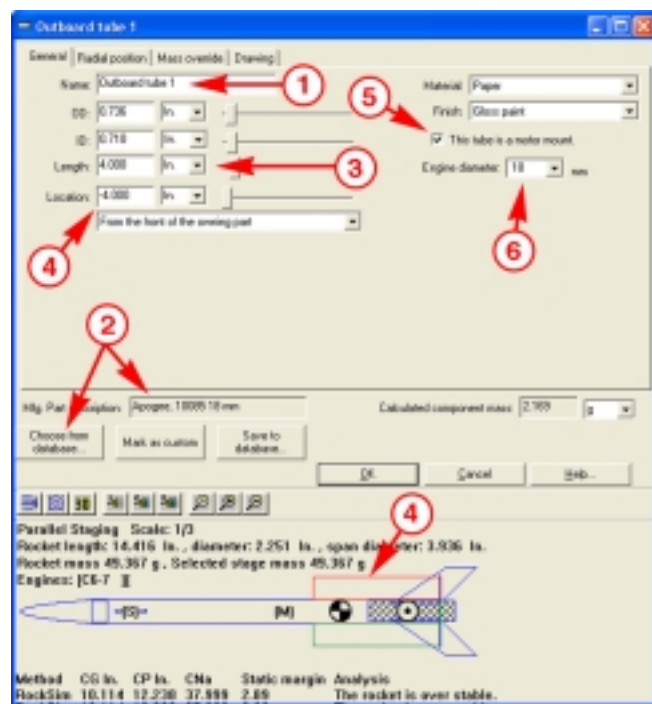 Outboard tube 1
General Radial position Mass override Drawing
Name: Outboard tube 1
1
Material: Paper
OD: 0.736 In.
5
Finish: Gloss paint
ID: 0.710 In.
This tube is a motor mount.
Length: 4.000 In.
3
Engine diameter: 18 mm
Location: -4.000 In.
From the front of the owning part
4
6
2
Mfg. Part Description: Apogee, 10085 18 mm
Calculated component mass: 2.169 g
Choose from database...
Mark as custom
Save to database...
OK Cancel Help...
4
Parallel Staging Scale: 1/3
Rocket length: 14.416 In. , diameter: 2.251 In. , span diameter: 3.936 In.
Rocket mass 49.367 g , Selected stage mass 49.367 g
Engines: [C6-7 ][
(S) (M)
Method CG In. CP In. CNa Static margin Analysis
RockSim 10.114 12.238 37.999 2.89 The rocket is over stable.